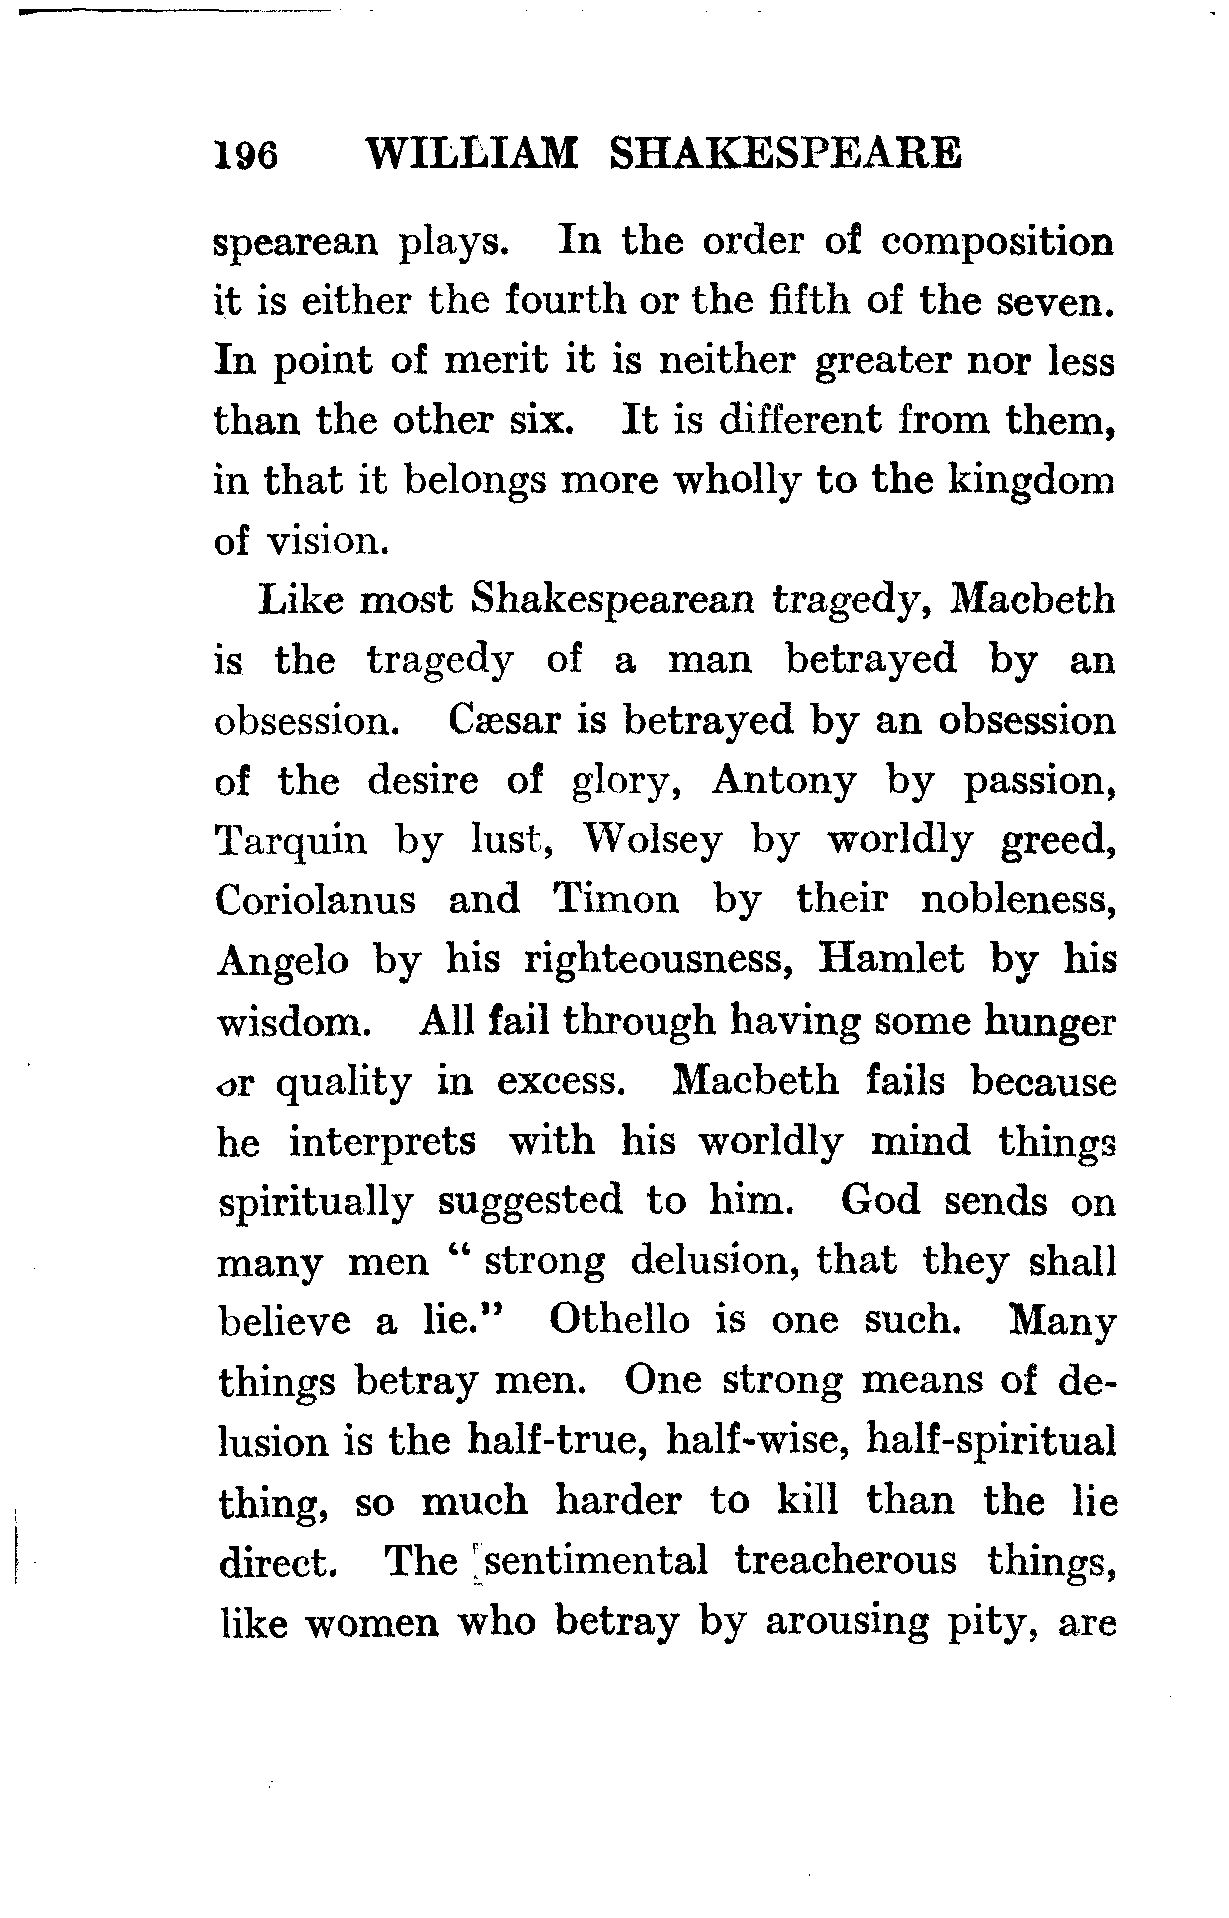 196 WILLIAM SHAKESPEARE
spearean plays. In the order of composition
it is either the fourth or the fifth of the seven.
In point of merit it is neither greater nor less
than the other six. It is different from them,
in that it belongs more wholly to the kingdom
of vision.
Like most Shakespearean tragedy, Macbeth
is the tragedy of a man betrayed by an
obsession. Cæsar is betrayed by an obsession
of the desire of glory, Antony by passion,
Tarquin by lust, Wolsey by worldly greed,
Coriolanus and Timon by their nobleness,
Angelo by his righteousness, Hamlet by his
wisdom. All fail through having some hunger
or quality in excess. Macbeth fails because
he interprets with his worldly mind things
spiritually suggested to him. God sends on
many men “ strong delusion, that they shall
believe a lie.” Othello is one such. Many
things betray men. One strong means of de-
lusion is the half-true, half-wise, half-spiritual
thing, so much harder to kill than the lie
direct. The sentimental treacherous things,
like women who betray by arousing pity, are